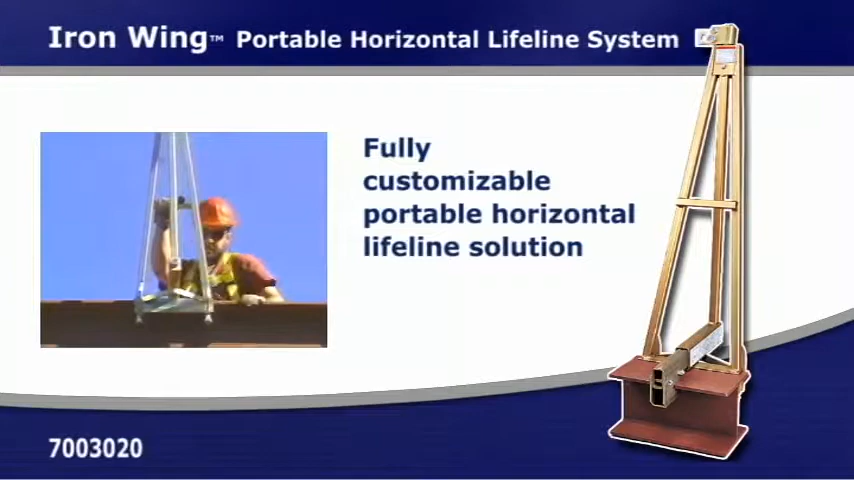 Iron Wing™ Portable Horizontal Lifeline System
Fully
customizable
portable horizontal
lifeline solution
7003020